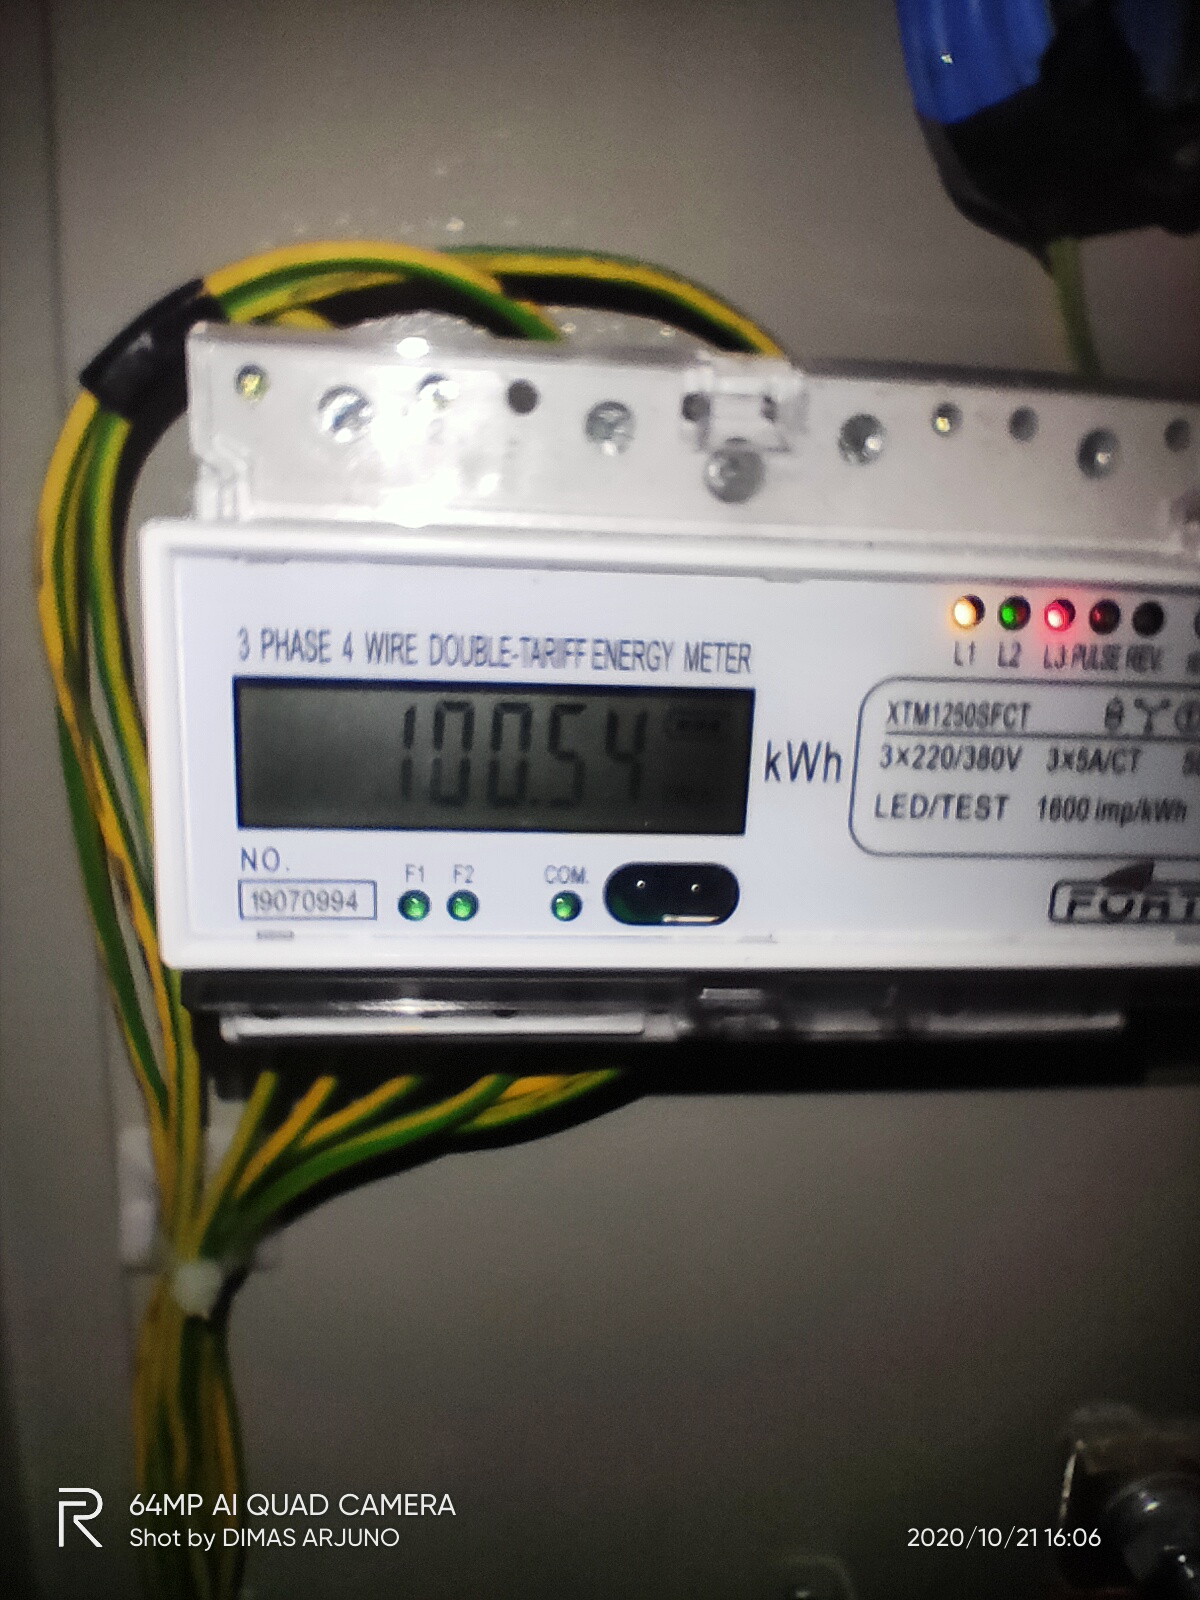 3 PHASE 4 WIRE DOUBLE-TARIFF ENERGY METER
L1 L2 L3 PULSE REV.
100.54 kWh
XTM1250SFCT
3×220/380V 3×5A/CT
LED/TEST 1600 imp/kWh
NO.
19070994
F1 F2 COM.
FORT
R
64MP AI QUAD CAMERA
Shot by DIMAS ARJUNO
2020/10/21 16:06